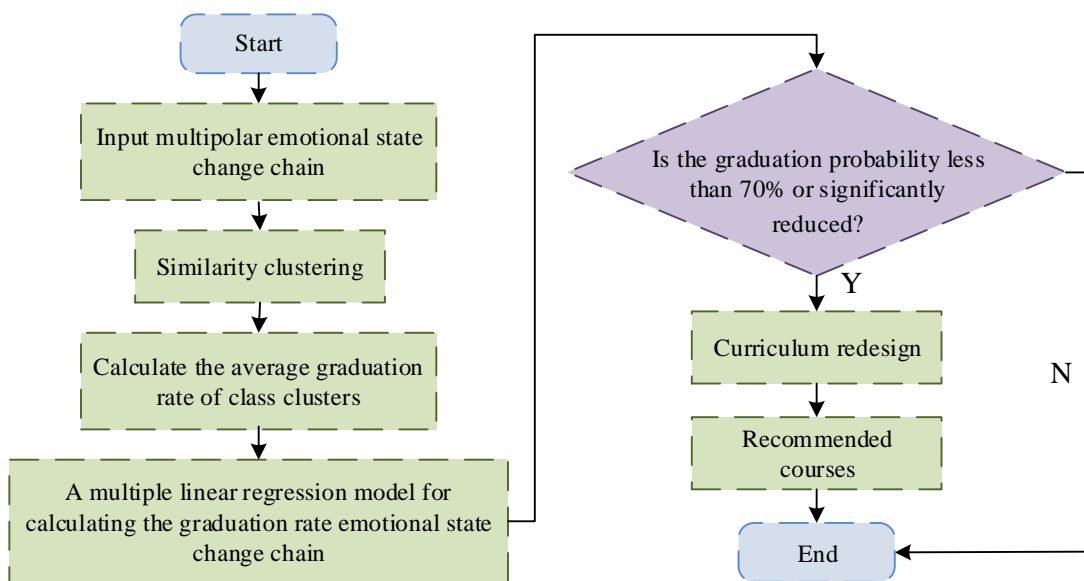 Start
Input multipolar emotional state
change chain
Similarity clustering
Calculate the average graduation
rate of class clusters
A multiple linear regression model for
calculating the graduation rate emotional state
change chain
Is the graduation probability less
than 70% or significantly
reduced?
Y
N
Curriculum redesign
Recommended
courses
End